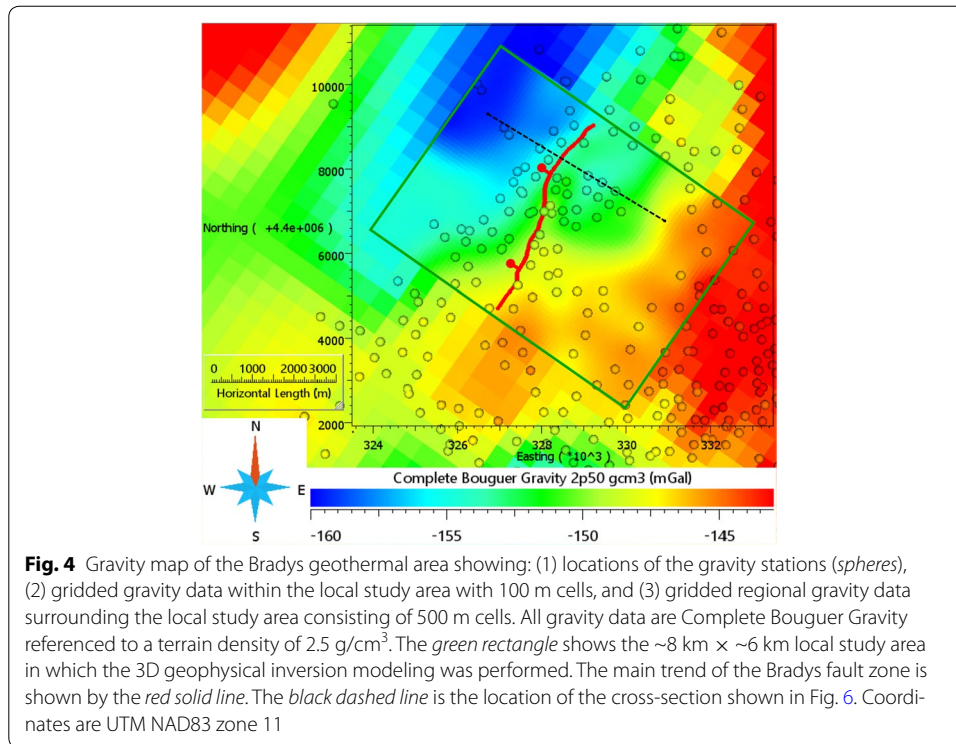 10000
8000
Northing ( +4.4e+006)
6000
4000
2000
0 1000 2000 3000
Horizontal Length (m)
324 326 328 330 332
Easting ( *10^3)
N
W E
S
Complete Bouguer Gravity 2p50 gcm3 (mGal)
-160 -155 -150 -145
Fig. 4 Gravity map of the Bradys geothermal area showing: (1) locations of the gravity stations (spheres),
(2) gridded gravity data within the local study area with 100 m cells, and (3) gridded regional gravity data
surrounding the local study area consisting of 500 m cells. All gravity data are Complete Bouguer Gravity
referenced to a terrain density of 2.5 g/cm³. The green rectangle shows the ~8 km × ~6 km local study area
in which the 3D geophysical inversion modeling was performed. The main trend of the Bradys fault zone is
shown by the red solid line. The black dashed line is the location of the cross-section shown in Fig. 6. Coordi-
nates are UTM NAD83 zone 11